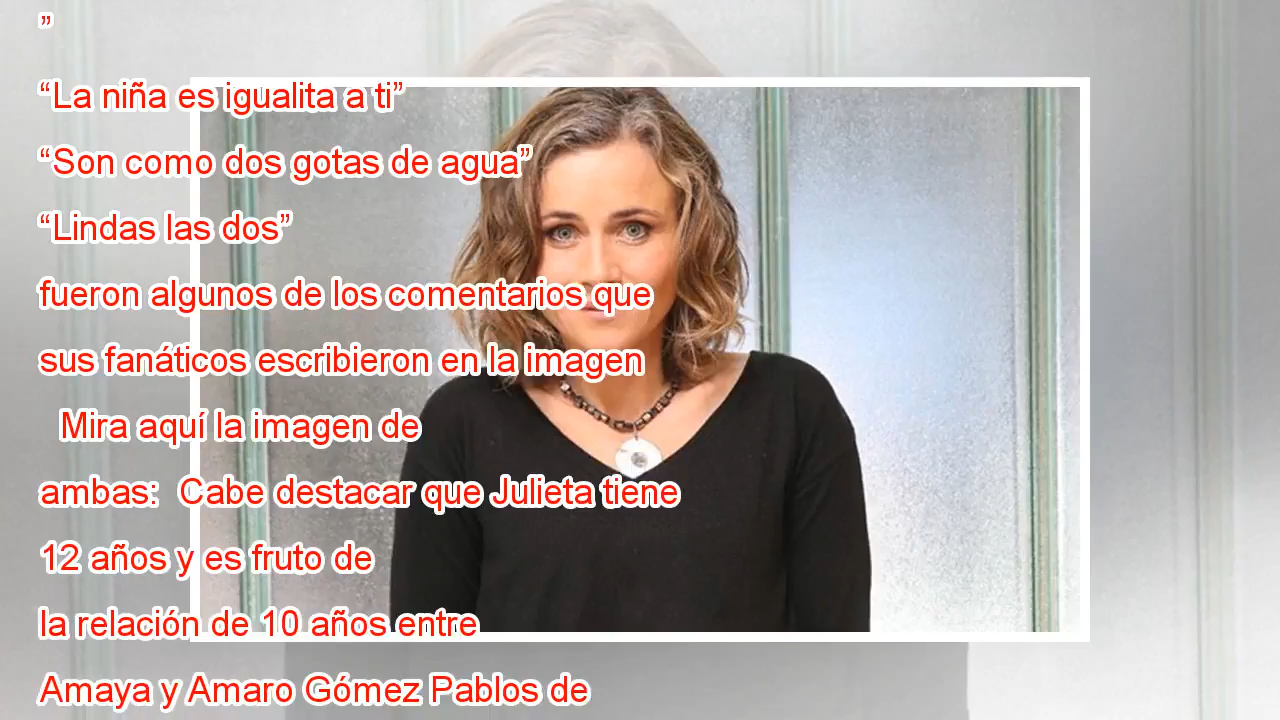 ”
“La niña es igualita a ti”
“Son como dos gotas de agua”
“Lindas las dos”
fueron algunos de los comentarios que
sus fanáticos escribieron en la imagen
Mira aquí la imagen de
ambas:  Cabe destacar que Julieta tiene
12 años y es fruto de
la relación de 10 años entre
Amaya y Amaro Gómez Pablos de